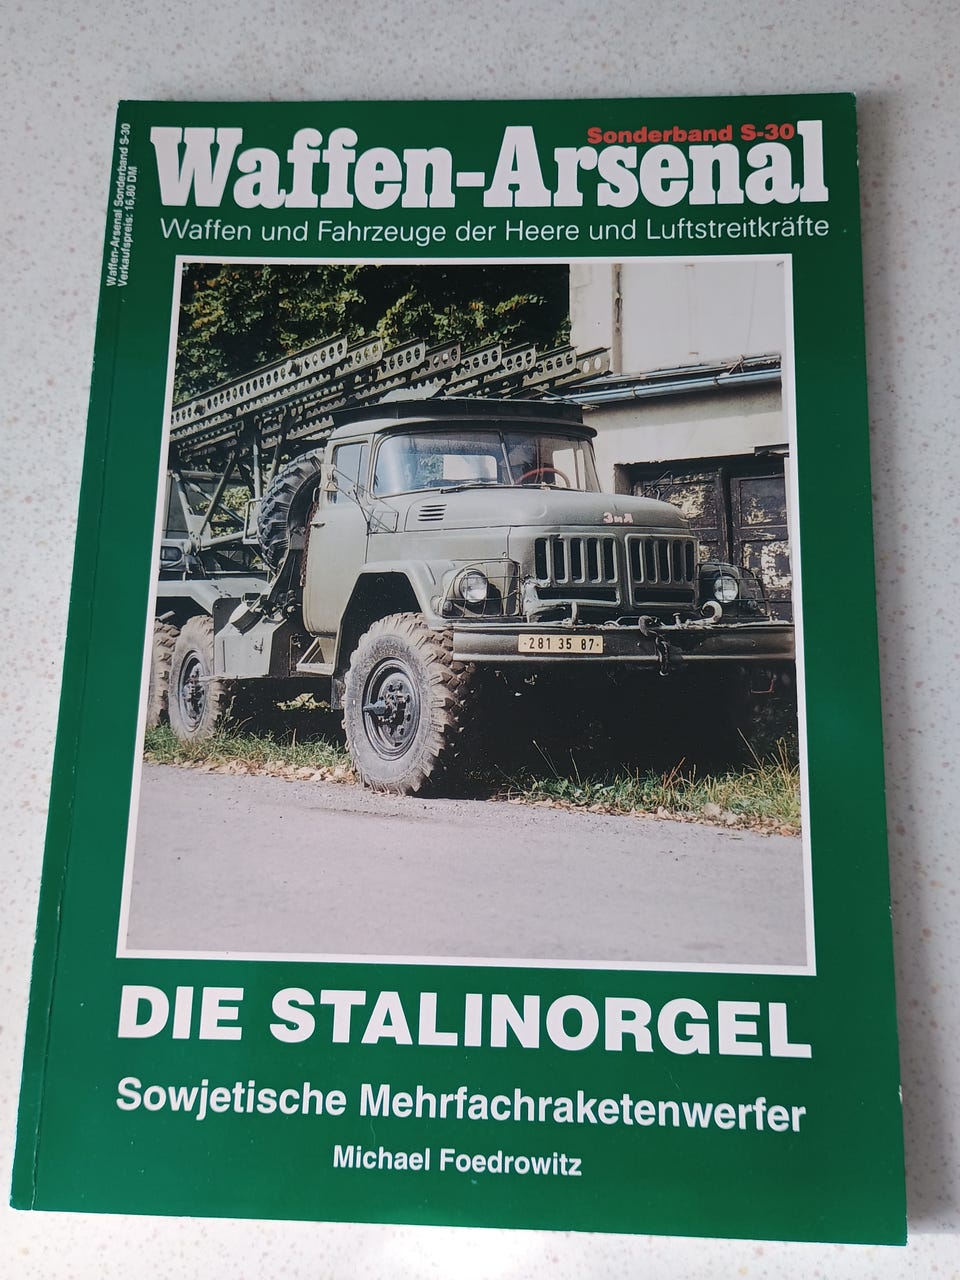 Waffen-Arsenal Sonderband S-30
Verkaufspreis: 16,80 DM
Sonderband S-30
Waffen-Arsenal
Waffen und Fahrzeuge der Heere und Luftstreitkräfte
ЗИЛ
281 35 87
DIE STALINORGEL
Sowjetische Mehrfachraketenwerfer
Michael Foedrowitz